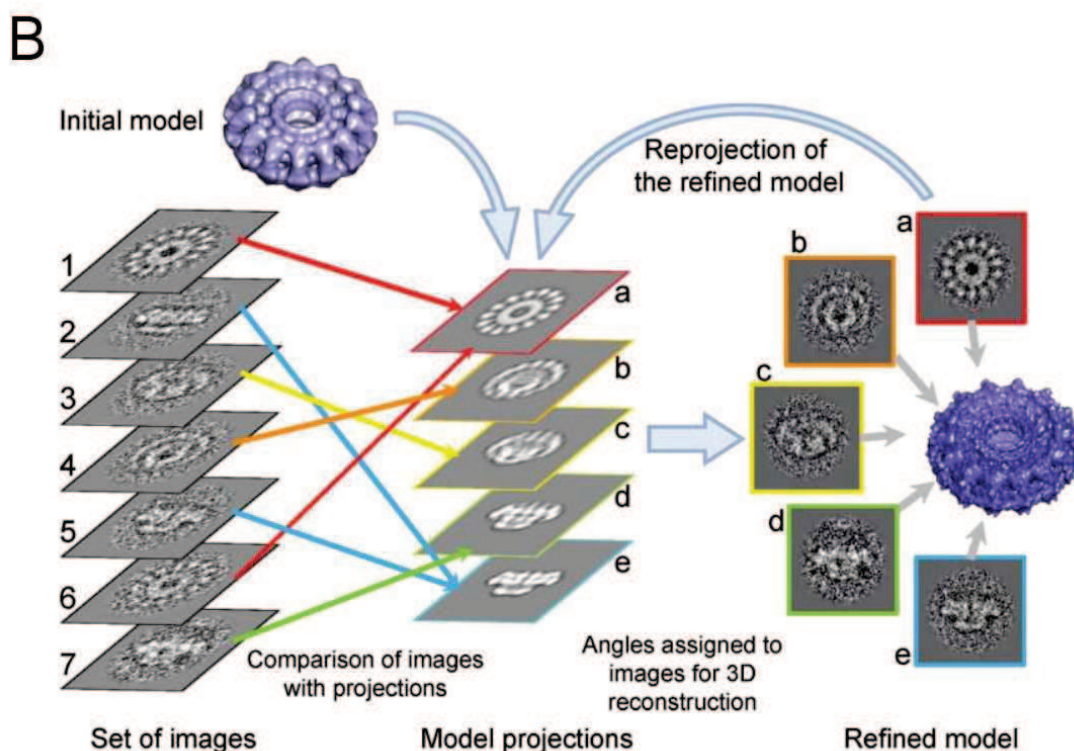 B
Initial model
Reprojection of
the refined model
1
2
3
4
5
6
7
a
b
c
d
e
a
b
c
d
e
Comparison of images
with projections
Angles assigned to
images for 3D
reconstruction
Set of images
Model projections
Refined model